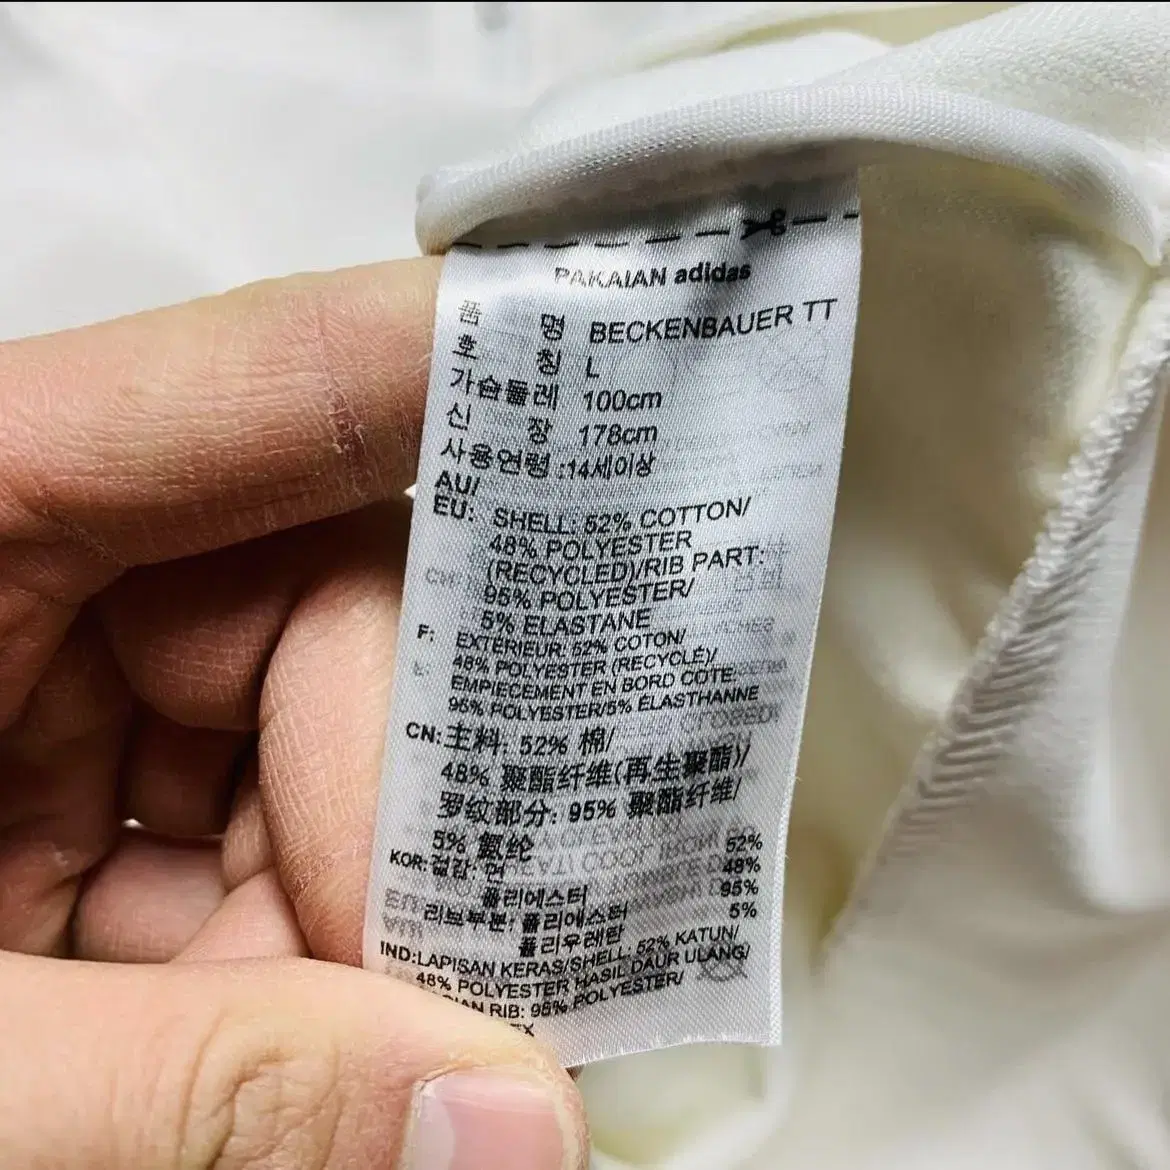 PAKAIAN adidas
품 명 BECKENBAUER TT
호 칭 L
가슴둘레 100cm
신 장 178cm
사용연령 :14세이상
AU/
EU: SHELL: 52% COTTON/
48% POLYESTER
(RECYCLED)/RIB PART:
95% POLYESTER/
5% ELASTANE
F: EXTERIEUR: 52% COTON/
48% POLYESTER (RECYCLÉ)/
EMPIECEMENT EN BORD COTE:
95% POLYESTER/5% ELASTHANNE
CN: 主料: 52% 棉/
48% 聚酯纤维(再生聚酯)/
罗纹部分: 95% 聚酯纤维/
5% 氨纶
KOR: 겉감: 면 52%
폴리에스터 48%
리브부분: 폴리에스터 95%
폴리우레탄 5%
IND:LAPISAN KERAS/SHELL: 52% KATUN/
48% POLYESTER HASIL DAUR ULANG/
RIB: 95% POLYESTER/